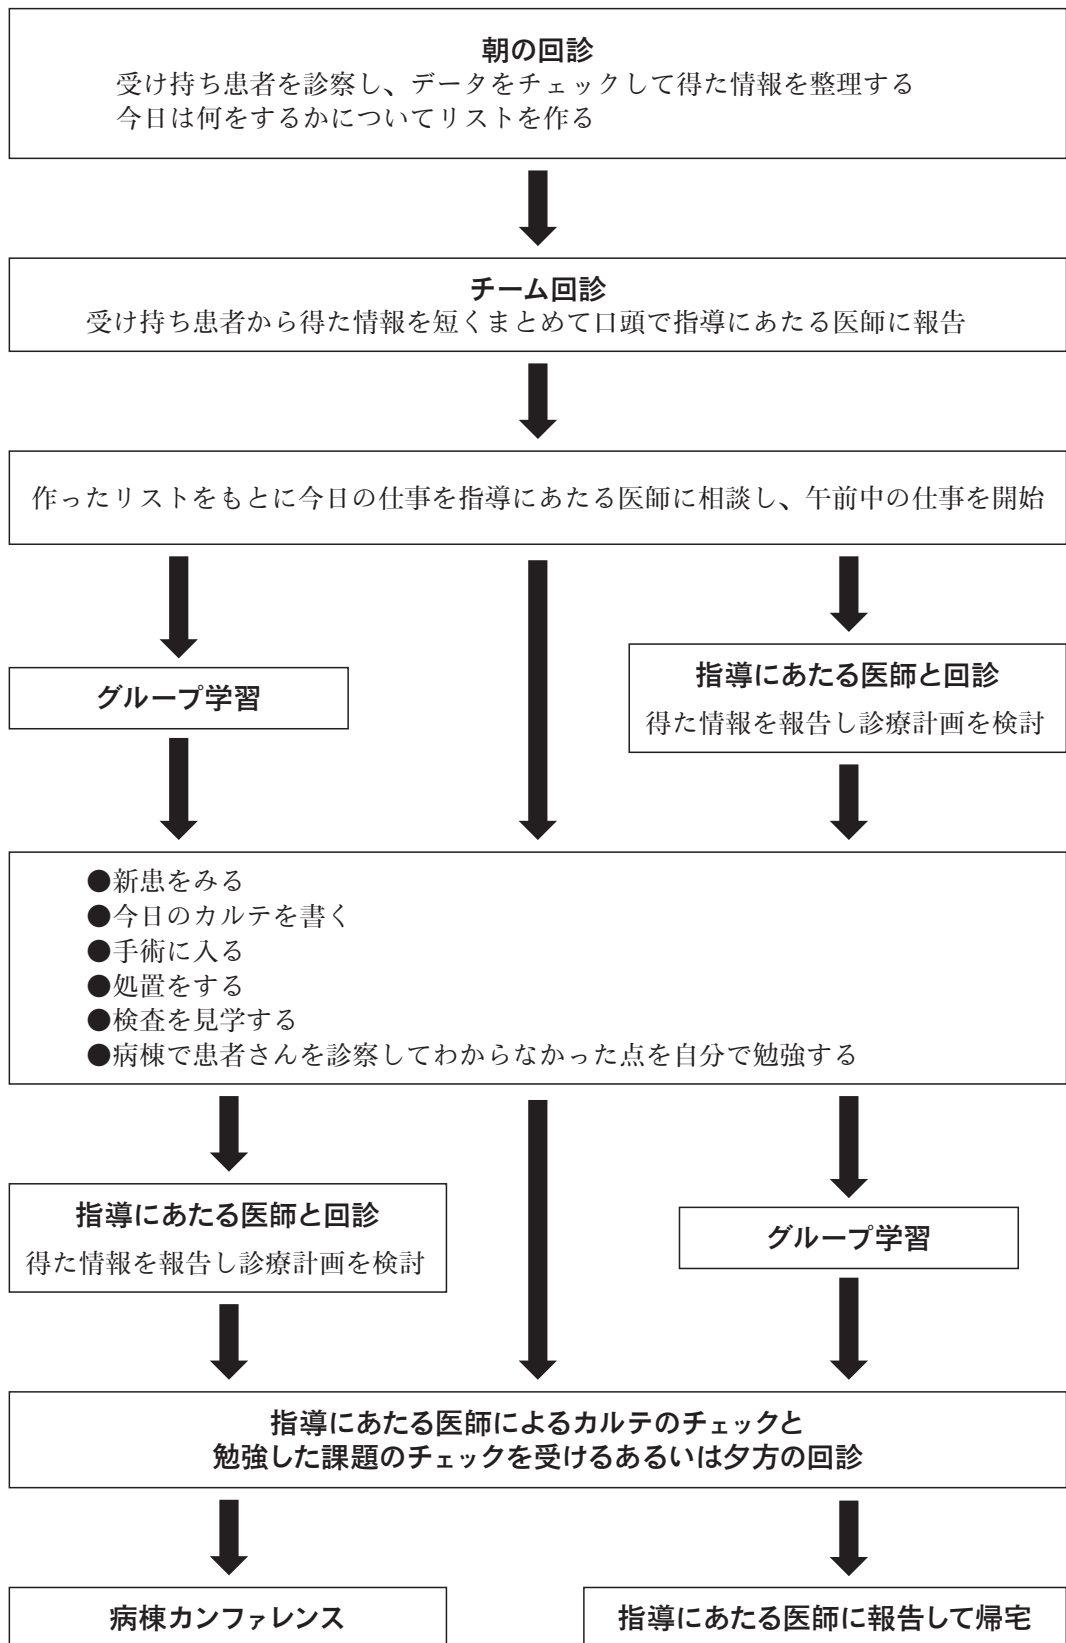 朝の回診
受け持ち患者を診察し、データをチェックして得た情報を整理する
今日は何をするかについてリストを作る
チーム回診
受け持ち患者から得た情報を短くまとめて口頭で指導にあたる医師に報告
作ったリストをもとに今日の仕事を指導にあたる医師に相談し、午前中の仕事を開始
グループ学習
指導にあたる医師と回診
得た情報を報告し診療計画を検討
●新患をみる
●今日のカルテを書く
●手術に入る
●処置をする
●検査を見学する
●病棟で患者さんを診察してわからなかった点を自分で勉強する
指導にあたる医師と回診
得た情報を報告し診療計画を検討
グループ学習
指導にあたる医師によるカルテのチェックと
勉強した課題のチェックを受けるあるいは夕方の回診
病棟カンファレンス
指導にあたる医師に報告して帰宅